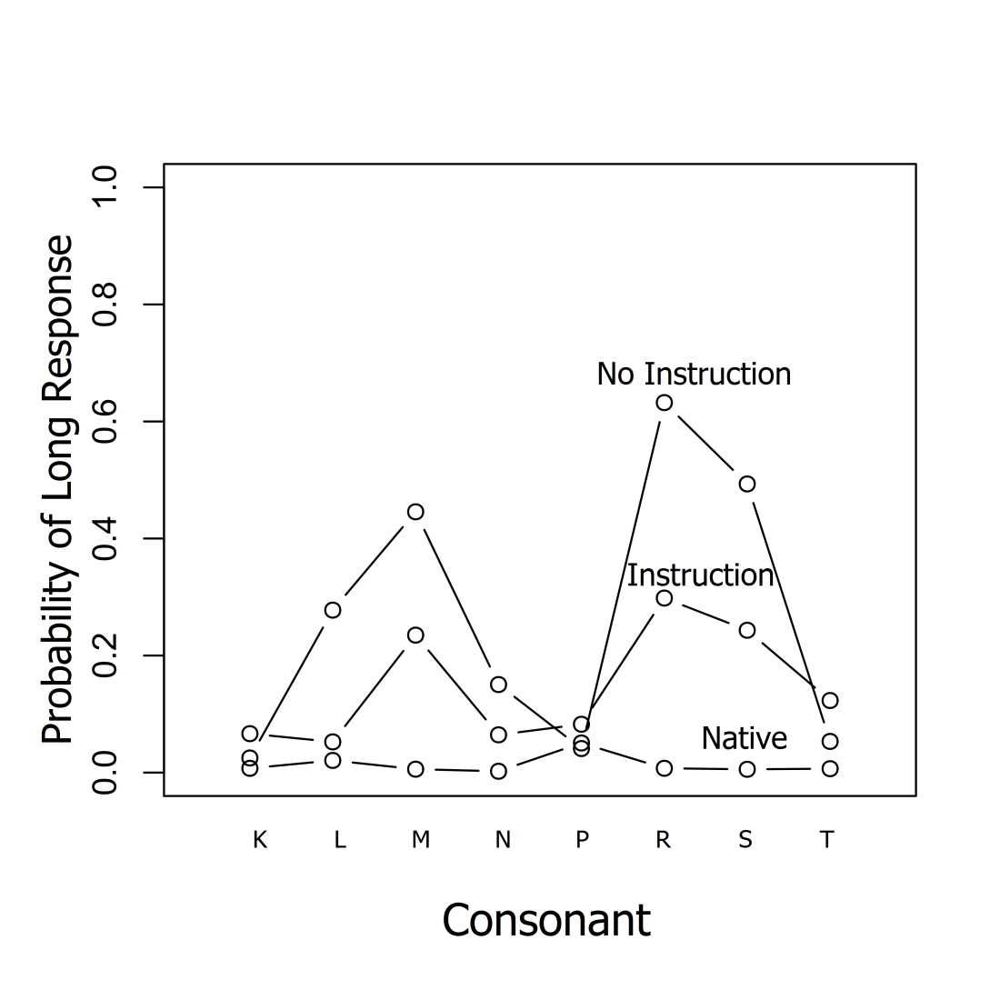 Probability of Long Response
1.0
0.8
0.6
0.4
0.2
0.0
No Instruction
Instruction
Native
K L M N P R S T
Consonant